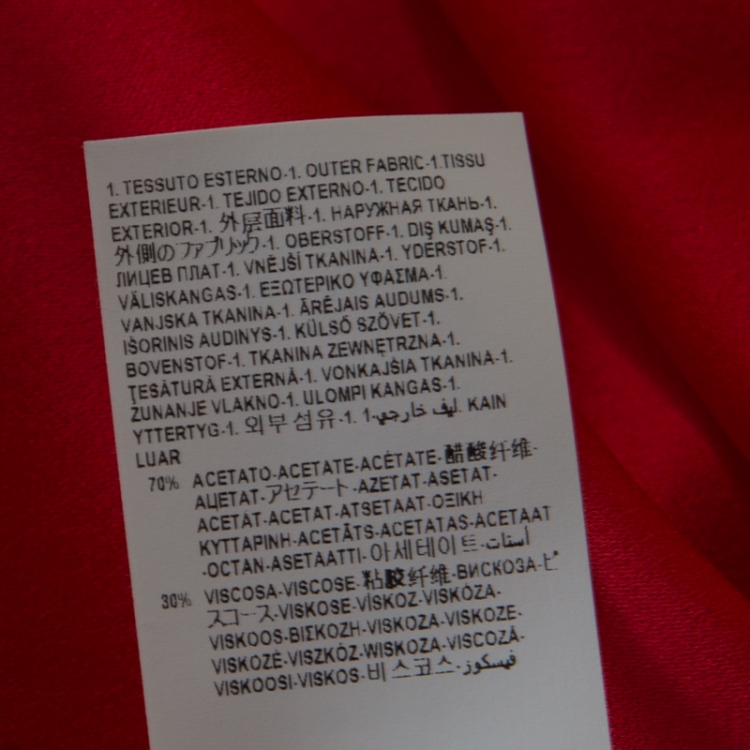 1. TESSUTO ESTERNO-1. OUTER FABRIC-1.TISSU
EXTERIEUR-1. TEJIDO EXTERNO-1. TECIDO
EXTERIOR-1. 外层面料-1. НАРУЖНАЯ ТКАНЬ-1.
外側のファブリック-1. OBERSTOFF-1. DIŞ KUMAŞ-1.
ЛИЦЕВ ПЛАТ-1. VNĚJŠÍ TKANINA-1. YDERSTOF-1.
VÄLISKANGAS-1. ΕΞΩΤΕΡΙΚΟ ΥΦΑΣΜΑ-1.
VANJSKA TKANINA-1. ĀRĒJAIS AUDUMS-1.
IŠORINIS AUDINYS-1. KÜLSŐ SZÖVET-1.
BOVENSTOF-1. TKANINA ZEWNĘTRZNA-1.
ŢESĂTURĂ EXTERNĂ-1. VONKAJŠIA TKANINA-1.
ZUNANJE VLAKNO-1. ULOMPI KANGAS-1.
YTTERTYG-1. 외부 섬유-1. 1-ليف خارجي. KAIN
LUAR
70% ACETATO-ACETATE-ACÉTATE-醋酸纤维-
АЦЕТАТ-アセテート-AZETAT-ASETAT-
ACETÁT-ACETAT-ATSETAAT-ΟΞΙΚΗ
ΚΥΤΤΑΡΙΝΗ-ACETĀTS-ACETATAS-ACETAAT
-OCTAN-ASETAATTI-아세테이트-أستات-
30% VISCOSA-VISCOSE-粘胶纤维-ВИСКОЗА-ビ
スコース-VISKOSE-VİSKOZ-VISKÓZA-
VISKOOS-ΒΙΣΚΟΖΗ-VISKOZA-VISKOZE-
VISKOZĖ-VISZKÓZ-WISKOZA-VISCOZĂ-
VISKOOSI-VISKOS-비스코스-فيسكوز